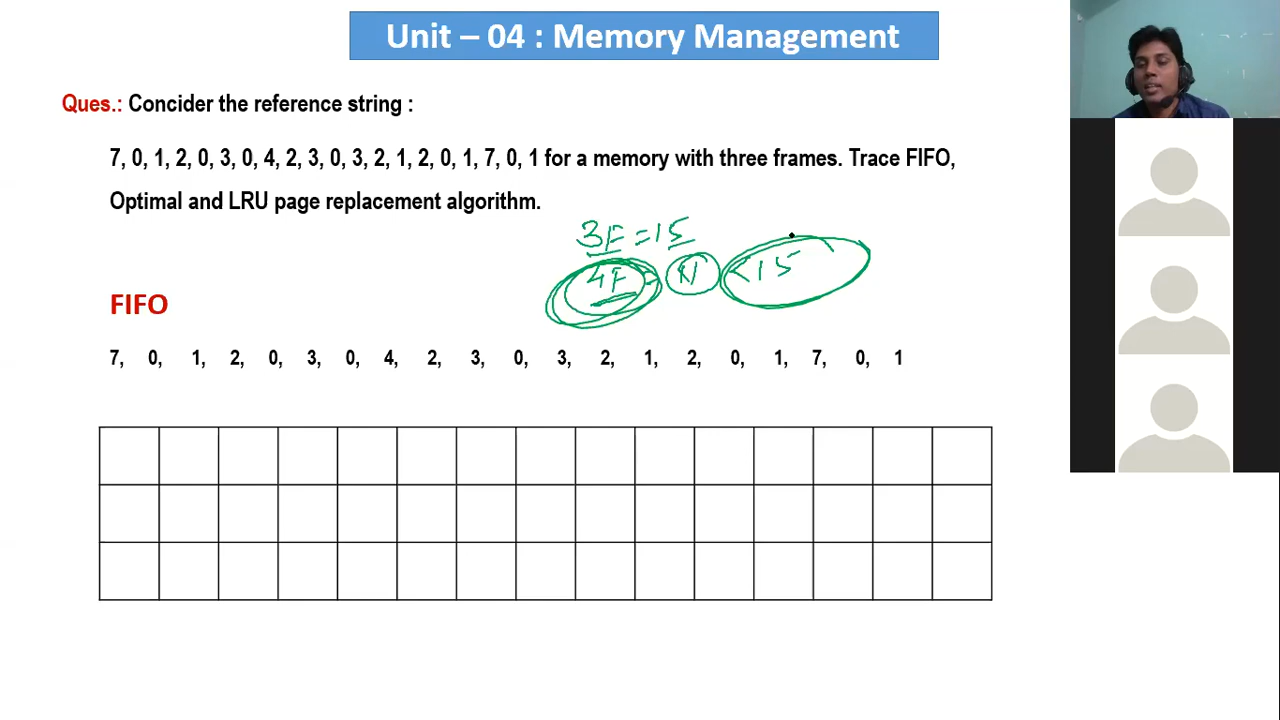 Unit – 04 : Memory Management
Ques.: Concider the reference string :
7, 0, 1, 2, 0, 3, 0, 4, 2, 3, 0, 3, 2, 1, 2, 0, 1, 7, 0, 1 for a memory with three frames. Trace FIFO,
Optimal and LRU page replacement algorithm.
3F = 15
4F = <15
FIFO
7, 0, 1, 2, 0, 3, 0, 4, 2, 3, 0, 3, 2, 1, 2, 0, 1, 7, 0, 1